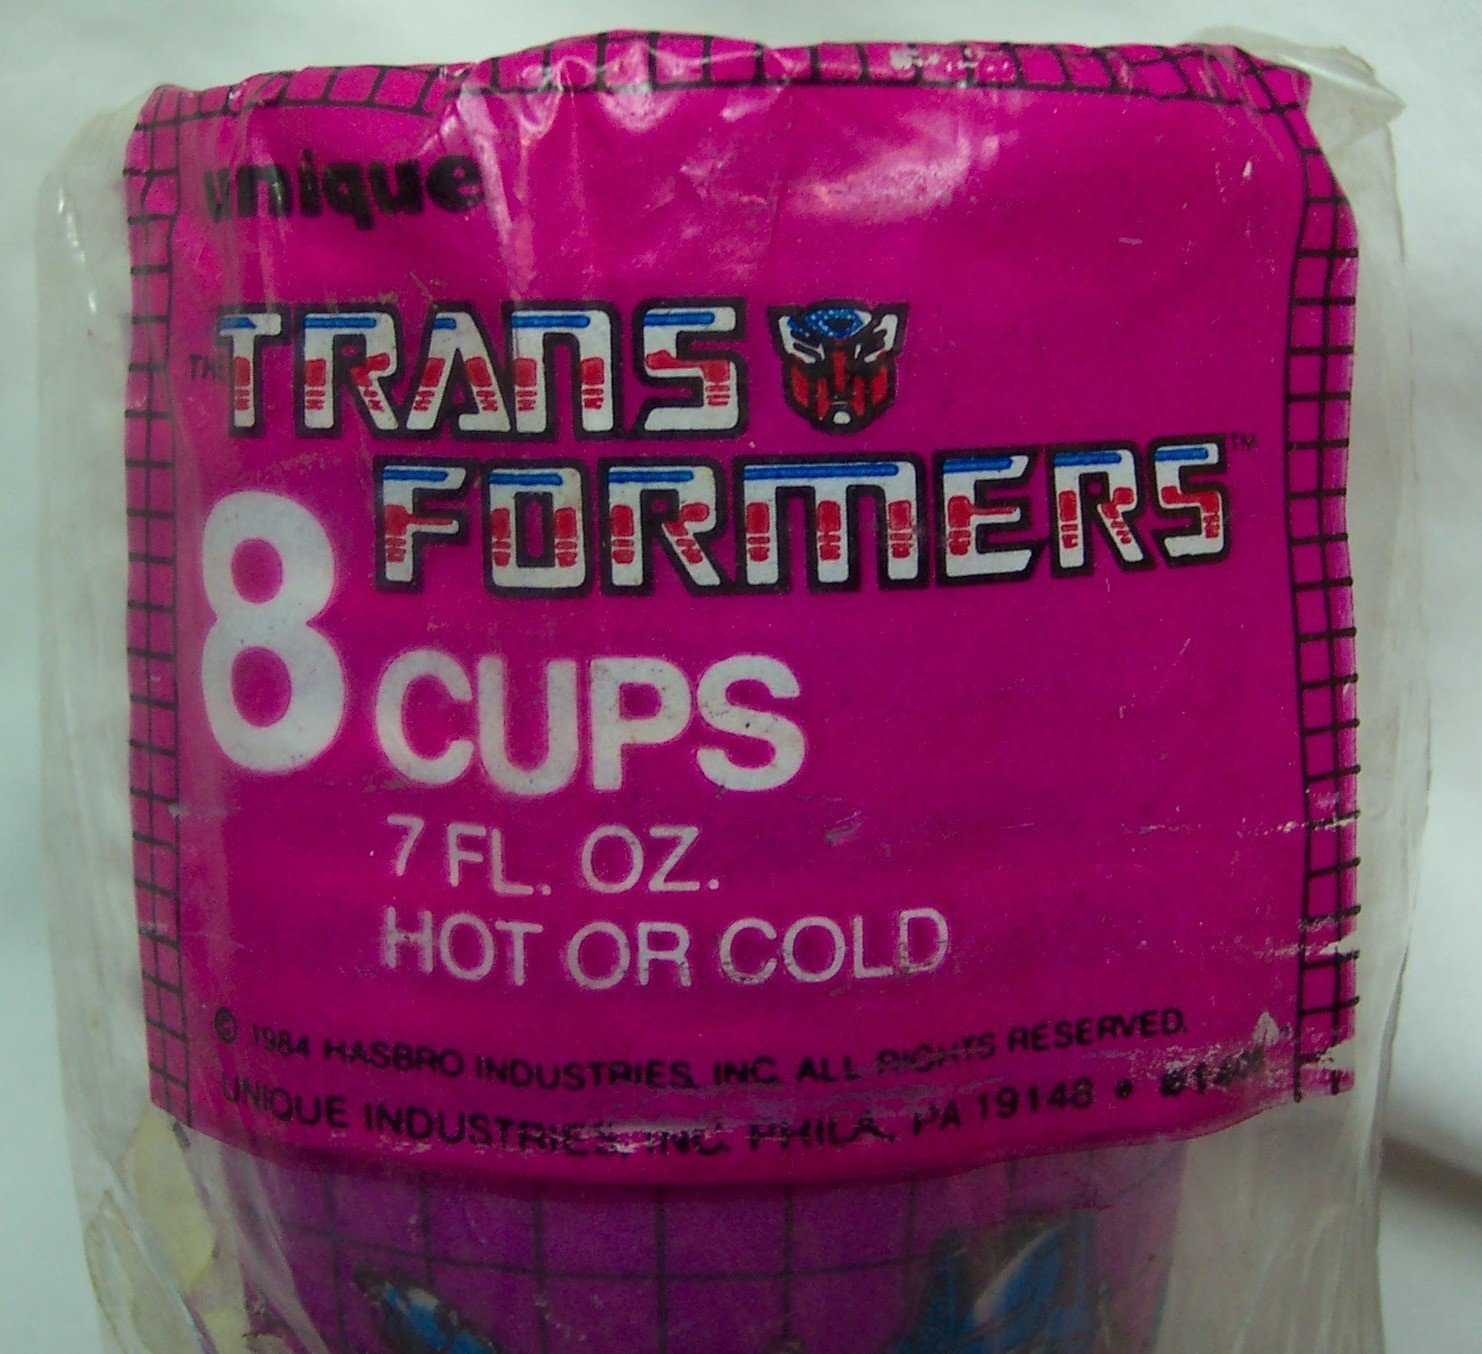 unique
THE TRANS
FORMERS™
8 CUPS
7 FL. OZ.
HOT OR COLD
© 1984 HASBRO INDUSTRIES, INC. ALL RIGHTS RESERVED.
UNIQUE INDUSTRIES, INC. PHILA., PA 19148 •